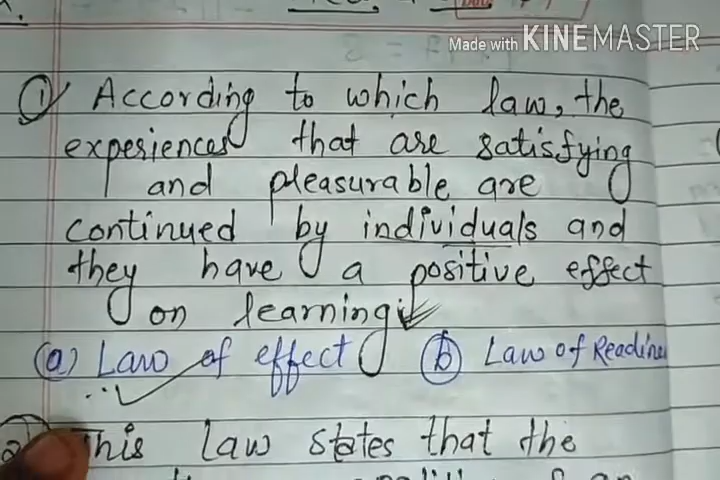 Made with KINEMASTER
① According to which law, the
experiences that are satisfying
and pleasurable are
continued by individuals and
they have a positive effect
on learning
(a) Law of effect (b) Law of Readines
This law states that the